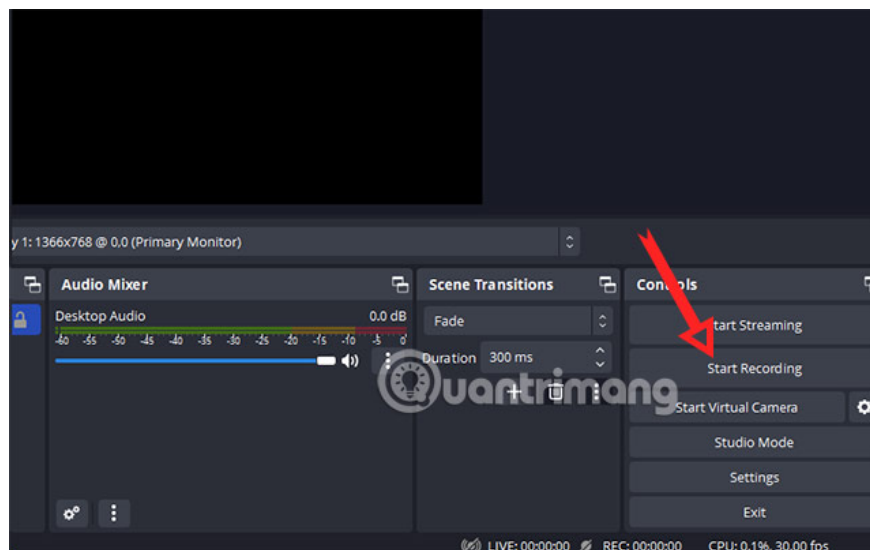 y 1: 1366x768 @ 0,0 (Primary Monitor)
Audio Mixer
Scene Transitions
Controls
Desktop Audio
0.0 dB
-60 -55 -50 -45 -40 -35 -30 -25 -20 -15 -10 -5 0
Fade
Duration 300 ms
Start Streaming
Start Recording
Start Virtual Camera
Studio Mode
Settings
Exit
Quantrimang
LIVE: 00:00:00 REC: 00:00:00 CPU: 0.1%, 30.00 fps